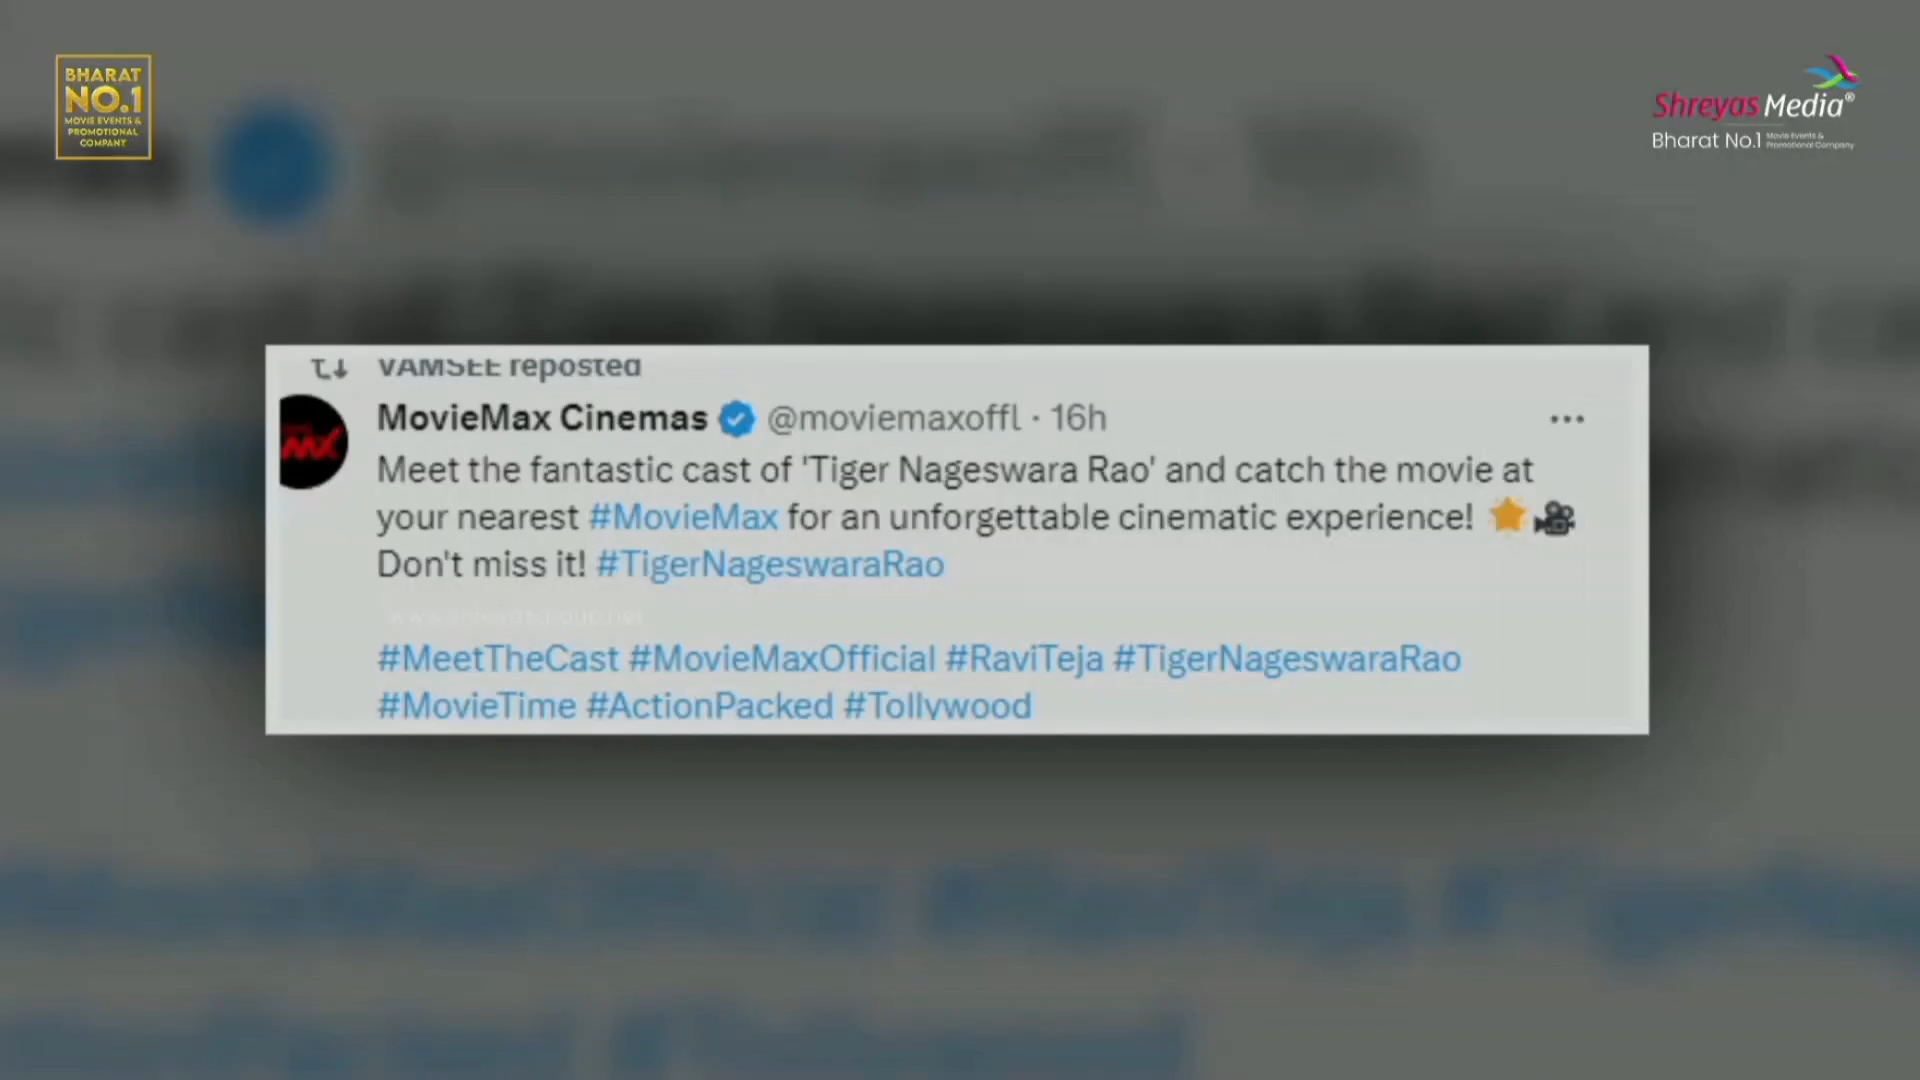 BHARAT
NO.1
MOVIE EVENTS &
PROMOTIONAL
COMPANY
Shreyas Media®
Bharat No.1 Movie Events &
Promotional Company
VAMSEE reposted
MovieMax Cinemas @moviemaxoffl · 16h
Meet the fantastic cast of 'Tiger Nageswara Rao' and catch the movie at
your nearest #MovieMax for an unforgettable cinematic experience! 🌟🎥
Don't miss it! #TigerNageswaraRao
#MeetTheCast #MovieMaxOfficial #RaviTeja #TigerNageswaraRao
#MovieTime #ActionPacked #Tollywood
MX